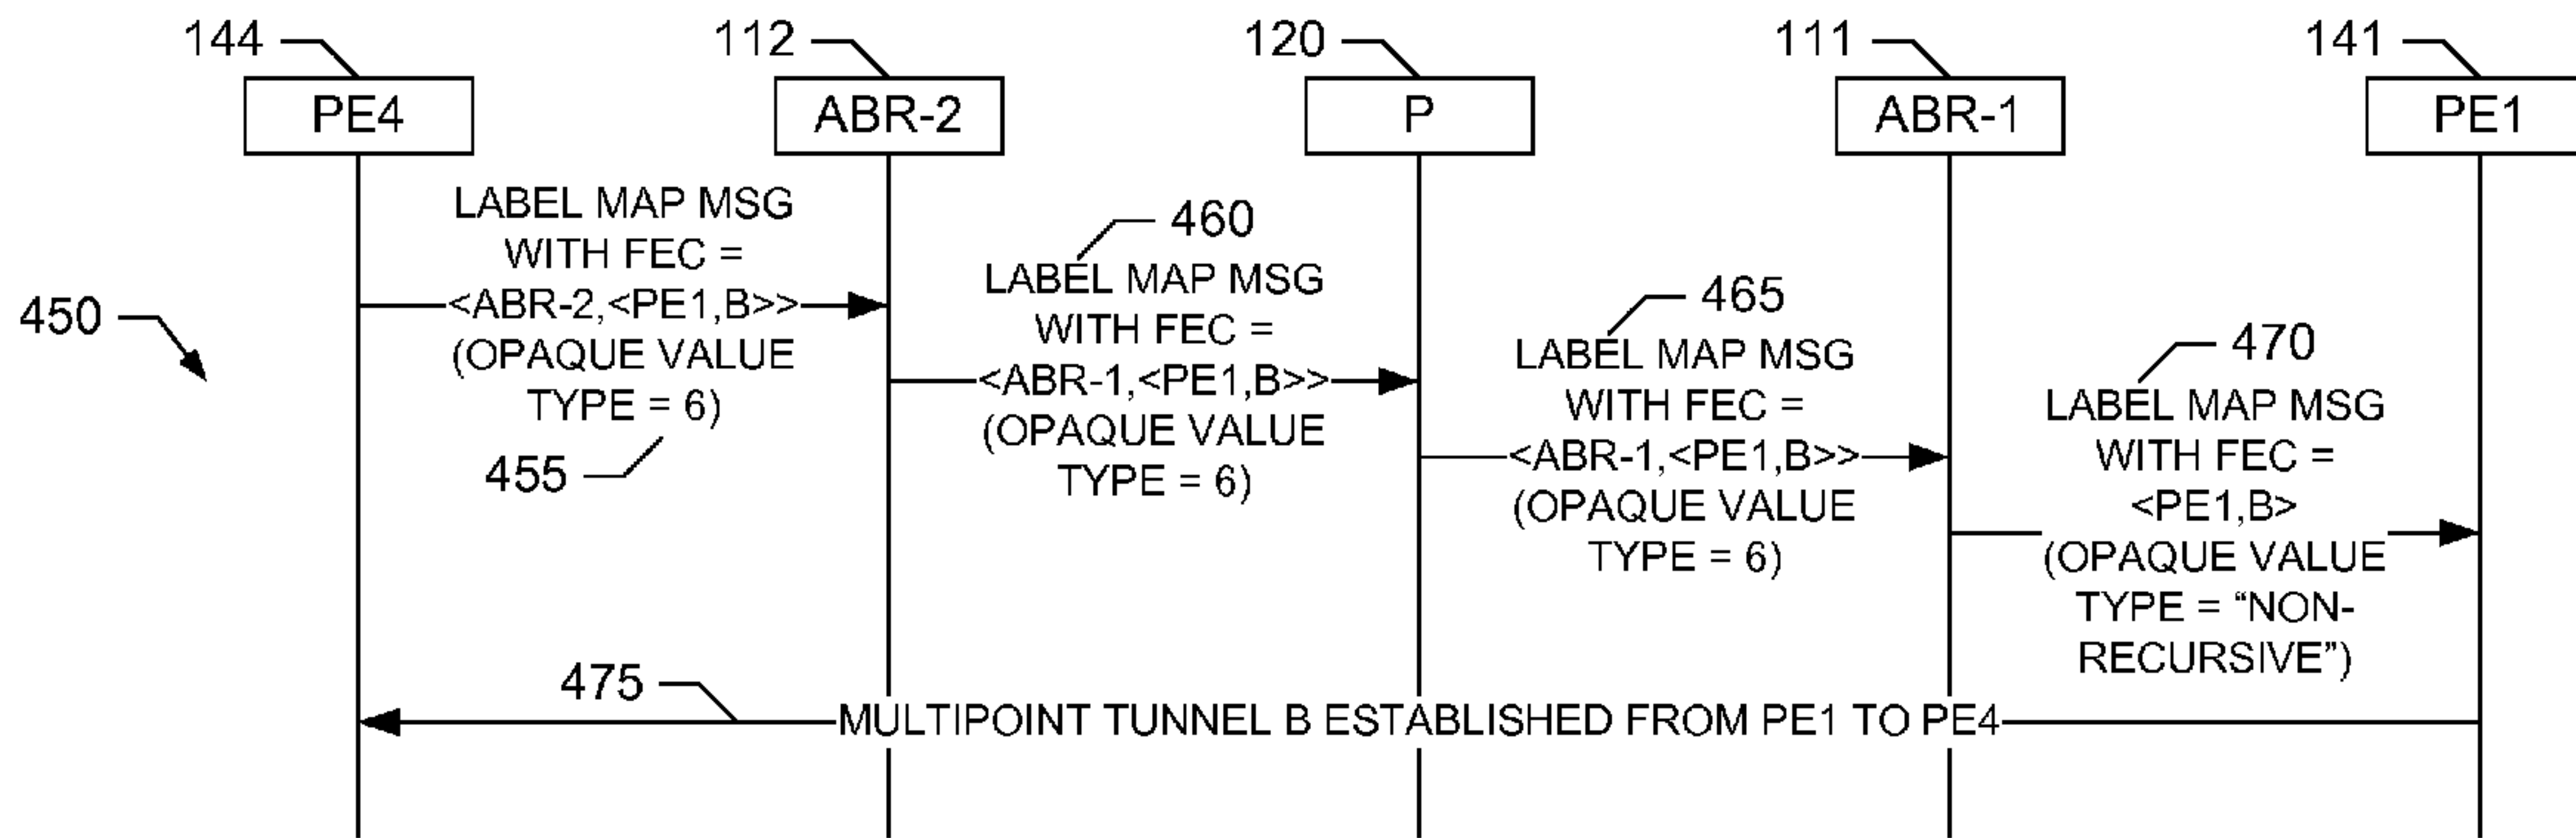 144
112
120
111
141
PE4
ABR-2
P
ABR-1
PE1
450
LABEL MAP MSG
WITH FEC =
<ABR-2,<PE1,B>>
(OPAQUE VALUE
TYPE = 6)
455
460
LABEL MAP MSG
WITH FEC =
<ABR-1,<PE1,B>>
(OPAQUE VALUE
TYPE = 6)
465
LABEL MAP MSG
WITH FEC =
<ABR-1,<PE1,B>>
(OPAQUE VALUE
TYPE = 6)
470
LABEL MAP MSG
WITH FEC =
<PE1,B>
(OPAQUE VALUE
TYPE = “NON-
RECURSIVE”)
475
MULTIPOINT TUNNEL B ESTABLISHED FROM PE1 TO PE4